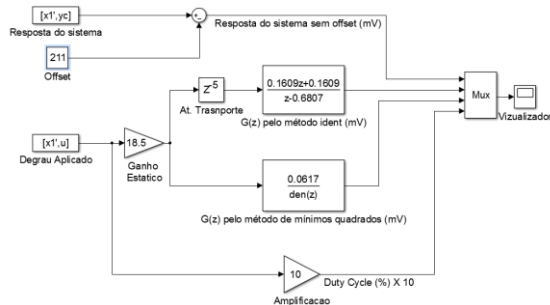 [x1',yc]
Resposta do sistema
+
-
Resposta do sistema sem offset (mV)
211
Offset
Z-5
At. Trasnporte
0.1609z+0.1609
z-0.6807
G(z) pelo método ident (mV)
Mux
Vizualizador
[x1',u]
Degrau Aplicado
18.5
Ganho
Estatico
0.0617
den(z)
G(z) pelo método de mínimos quadrados (mV)
10
Duty Cycle (%) X 10
Amplificacao